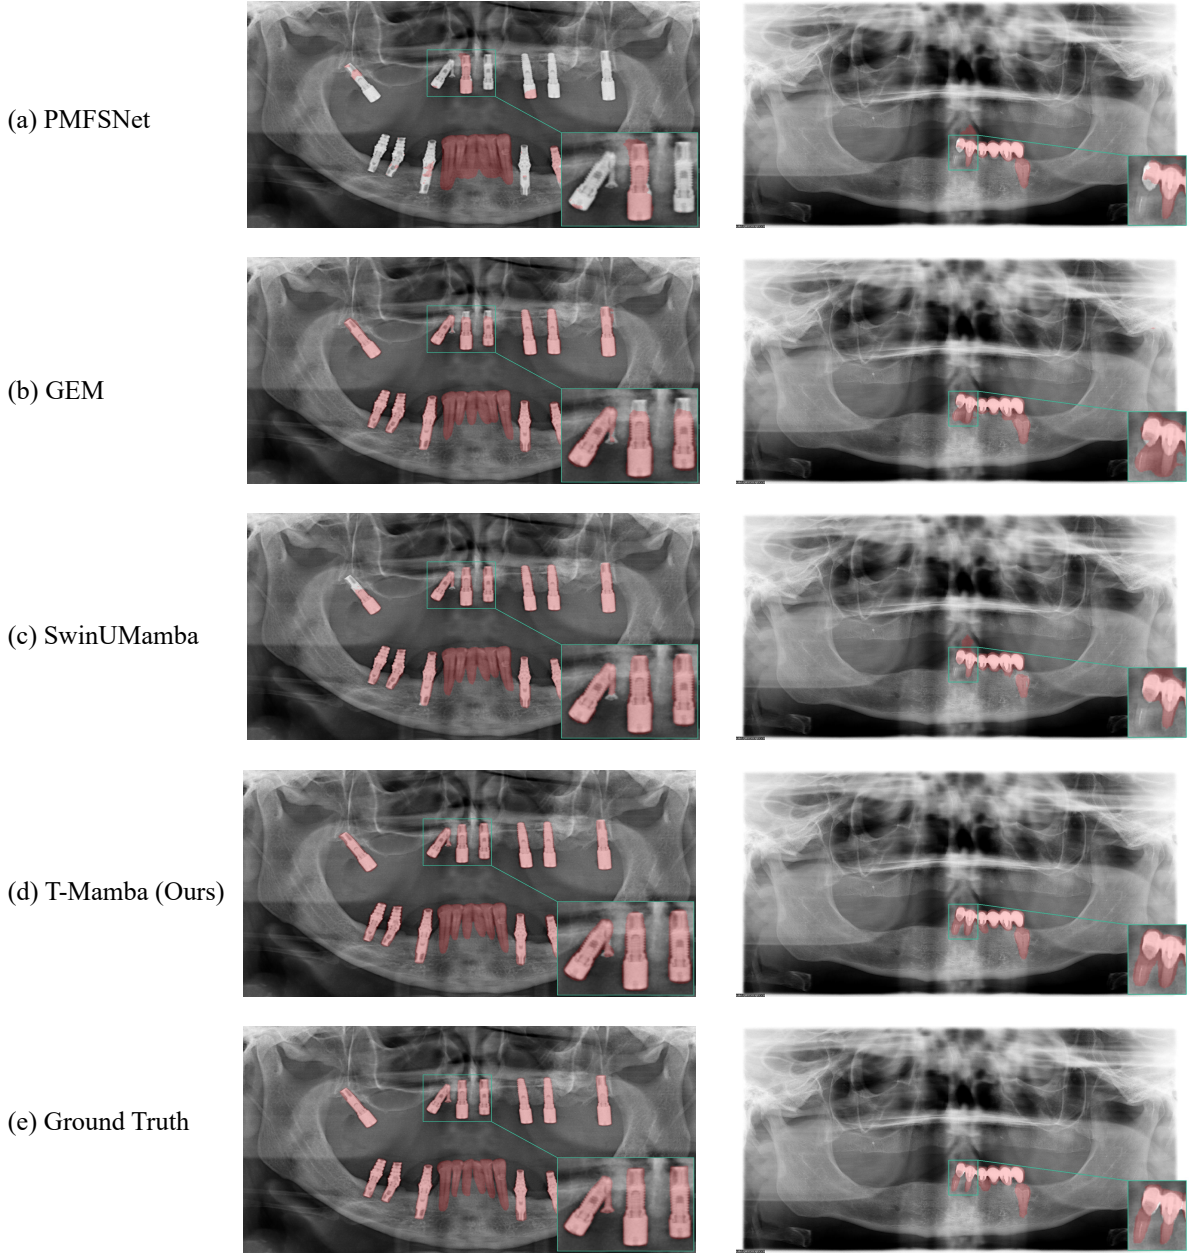 (a) PMFSNet
(b) GEM
(c) SwinUMamba
(d) T-Mamba (Ours)
(e) Ground Truth